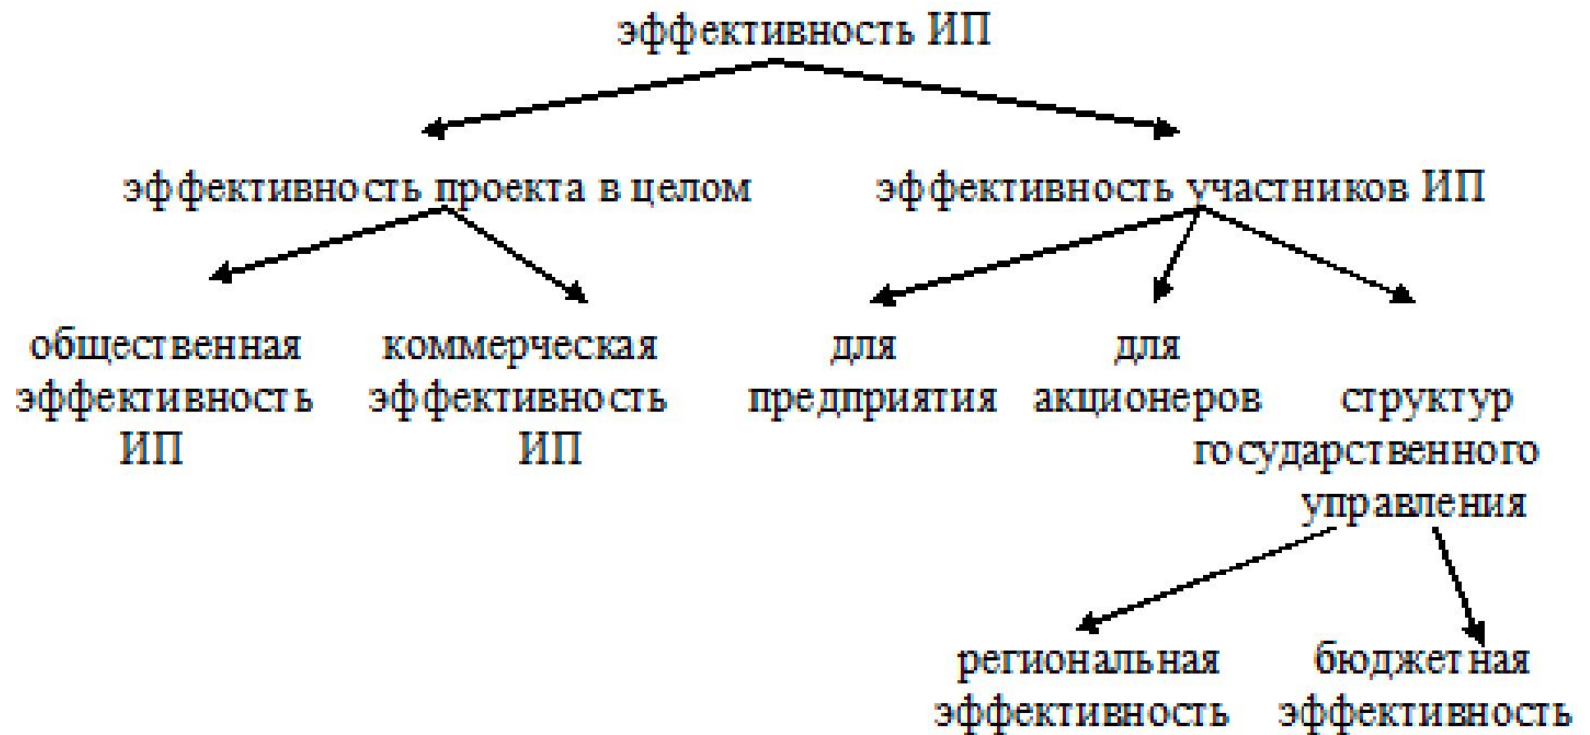 эффективность ИП
эффективность проекта в целом
эффективность участников ИП
общественная
эффективность
ИП
коммерческая
эффективность
ИП
для
предприятия
для
акционеров
структур
государственного
управления
региональная
эффективность
бюджетная
эффективность